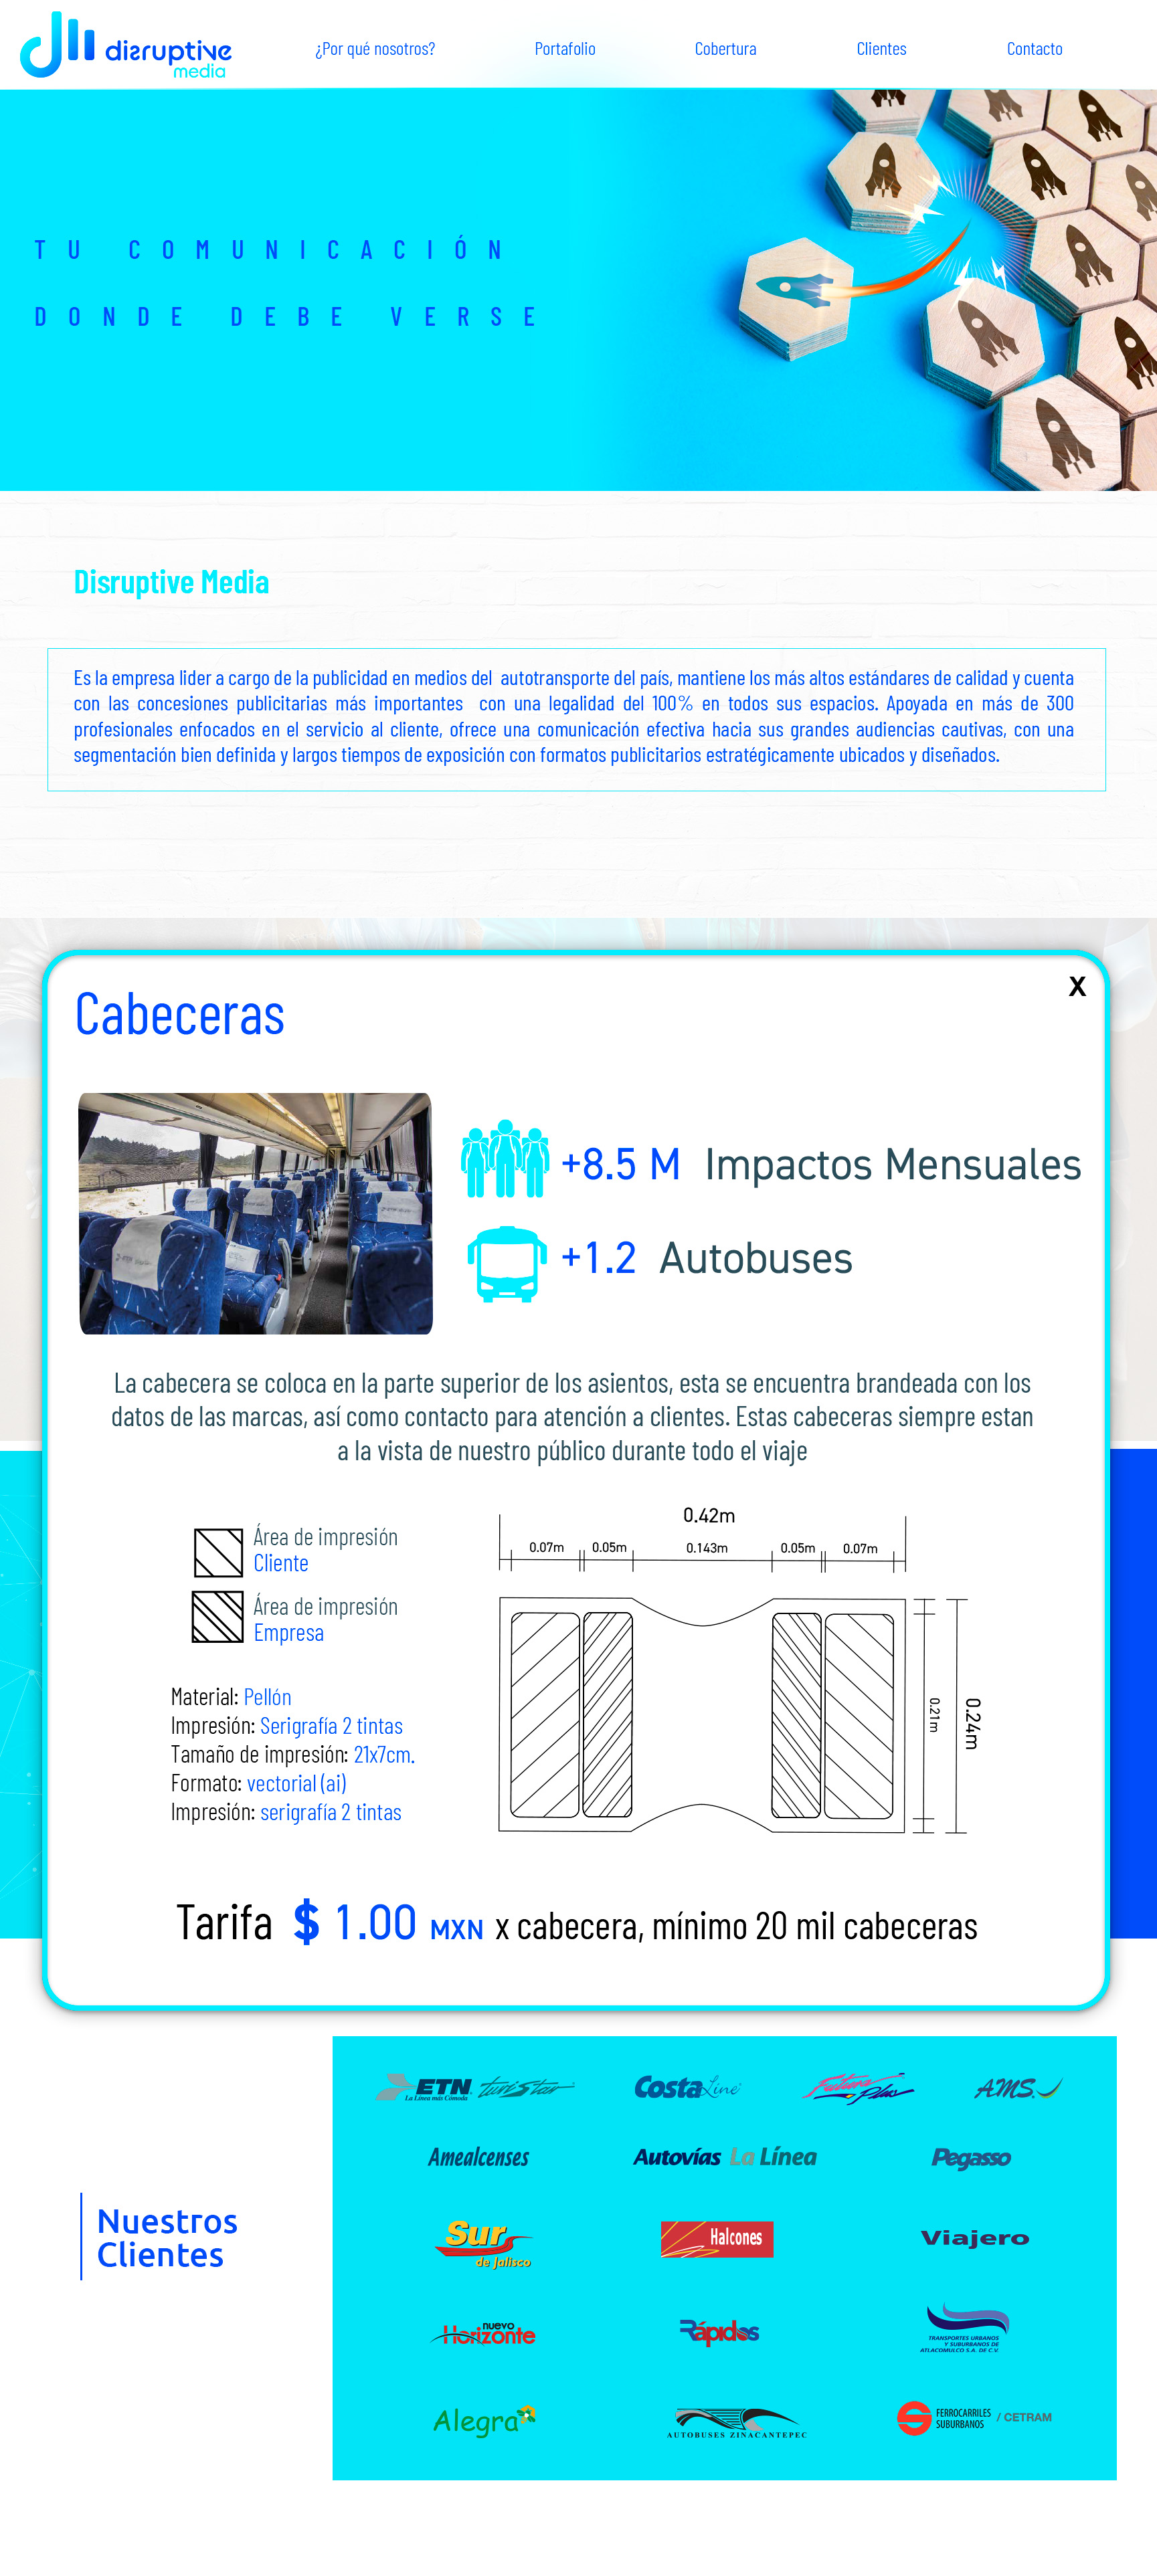 disruptive
media
¿Por qué nosotros?
Portafolio
Cobertura
Clientes
Contacto
TU COMUNICACIÓN
DONDE DEBE VERSE
Disruptive Media
Es la empresa lider a cargo de la publicidad en medios del autotransporte del país, mantiene los más altos estándares de calidad y cuenta
con las concesiones publicitarias más importantes con una legalidad del 100% en todos sus espacios. Apoyada en más de 300
profesionales enfocados en el servicio al cliente, ofrece una comunicación efectiva hacia sus grandes audiencias cautivas, con una
segmentación bien definida y largos tiempos de exposición con formatos publicitarios estratégicamente ubicados y diseñados.
X
Cabeceras
+8.5 M Impactos Mensuales
+1.2 Autobuses
La cabecera se coloca en la parte superior de los asientos, esta se encuentra brandeada con los
datos de las marcas, así como contacto para atención a clientes. Estas cabeceras siempre estan
a la vista de nuestro público durante todo el viaje
Área de impresión
Cliente
Área de impresión
Empresa
Material: Pellón
Impresión: Serigrafía 2 tintas
Tamaño de impresión: 21x7cm.
Formato: vectorial (ai)
Impresión: serigrafía 2 tintas
0.42m
0.07m 0.05m 0.143m 0.05m 0.07m
0.21m
0.24m
Tarifa $ 1.00 MXN x cabecera, mínimo 20 mil cabeceras
Nuestros
Clientes
ETN turistar
La Línea más Cómoda
Costa Line
Futura Plus
AMS
Amealcenses
Autovías La Línea
Pegasso
Sur
de Jalisco
Halcones
Viajero
nuevo
Horizonte
Rápidos
TRANSPORTES URBANOS
Y SUBURBANOS DE
ATLACOMULCO S.A. DE C.V.
Alegra
AUTOBUSES ZINACANTEPEC
FERROCARRILES
SUBURBANOS / CETRAM